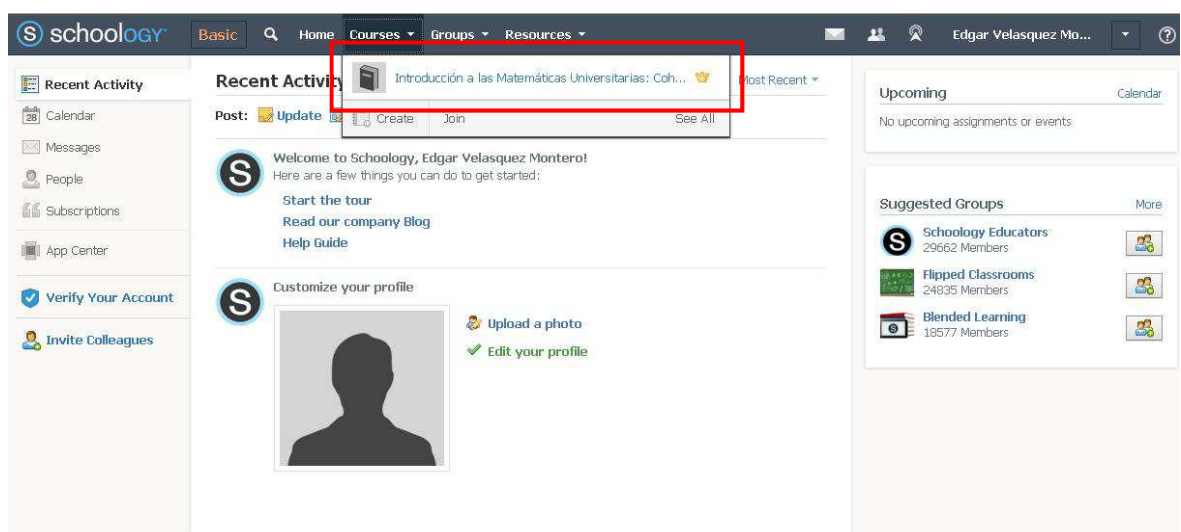 schoology Basic Home Courses Groups Resources Edgar Velasquez Mo...
Recent Activity
Calendar
28
Messages
People
Subscriptions
App Center
Verify Your Account
Invite Colleagues
Recent Activity Most Recent
Introducción a las Matemáticas Universitarias: Coh...
Post: Update
Create Join See All
Welcome to Schoology, Edgar Velasquez Montero!
Here are a few things you can do to get started:
Start the tour
Read our company Blog
Help Guide
Customize your profile
Upload a photo
Edit your profile
Upcoming Calendar
No upcoming assignments or events
Suggested Groups More
Schoology Educators
29662 Members
Flipped Classrooms
24835 Members
Blended Learning
18577 Members